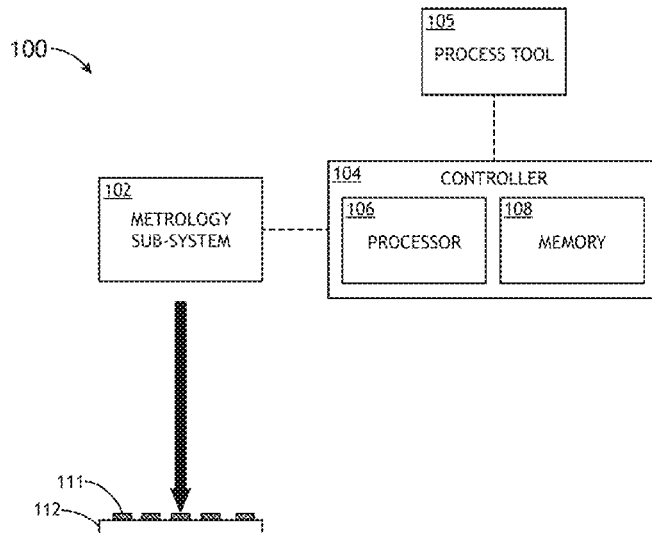 100
105
PROCESS TOOL
104
CONTROLLER
102
METROLOGY
SUB-SYSTEM
106
PROCESSOR
108
MEMORY
111
112